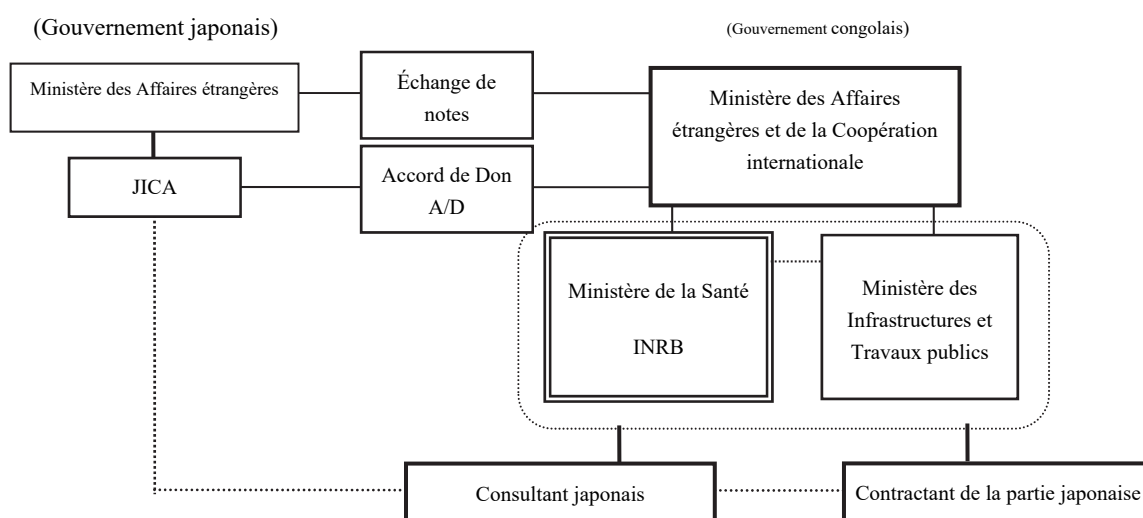 (Gouvernement japonais)
(Gouvernement congolais)
Ministère des Affaires étrangères
Échange de
notes
Ministère des Affaires
étrangères et de la Coopération
internationale
JICA
Accord de Don
A/D
Ministère de la Santé
INRB
Ministère des
Infrastructures et
Travaux publics
Consultant japonais
Contractant de la partie japonaise